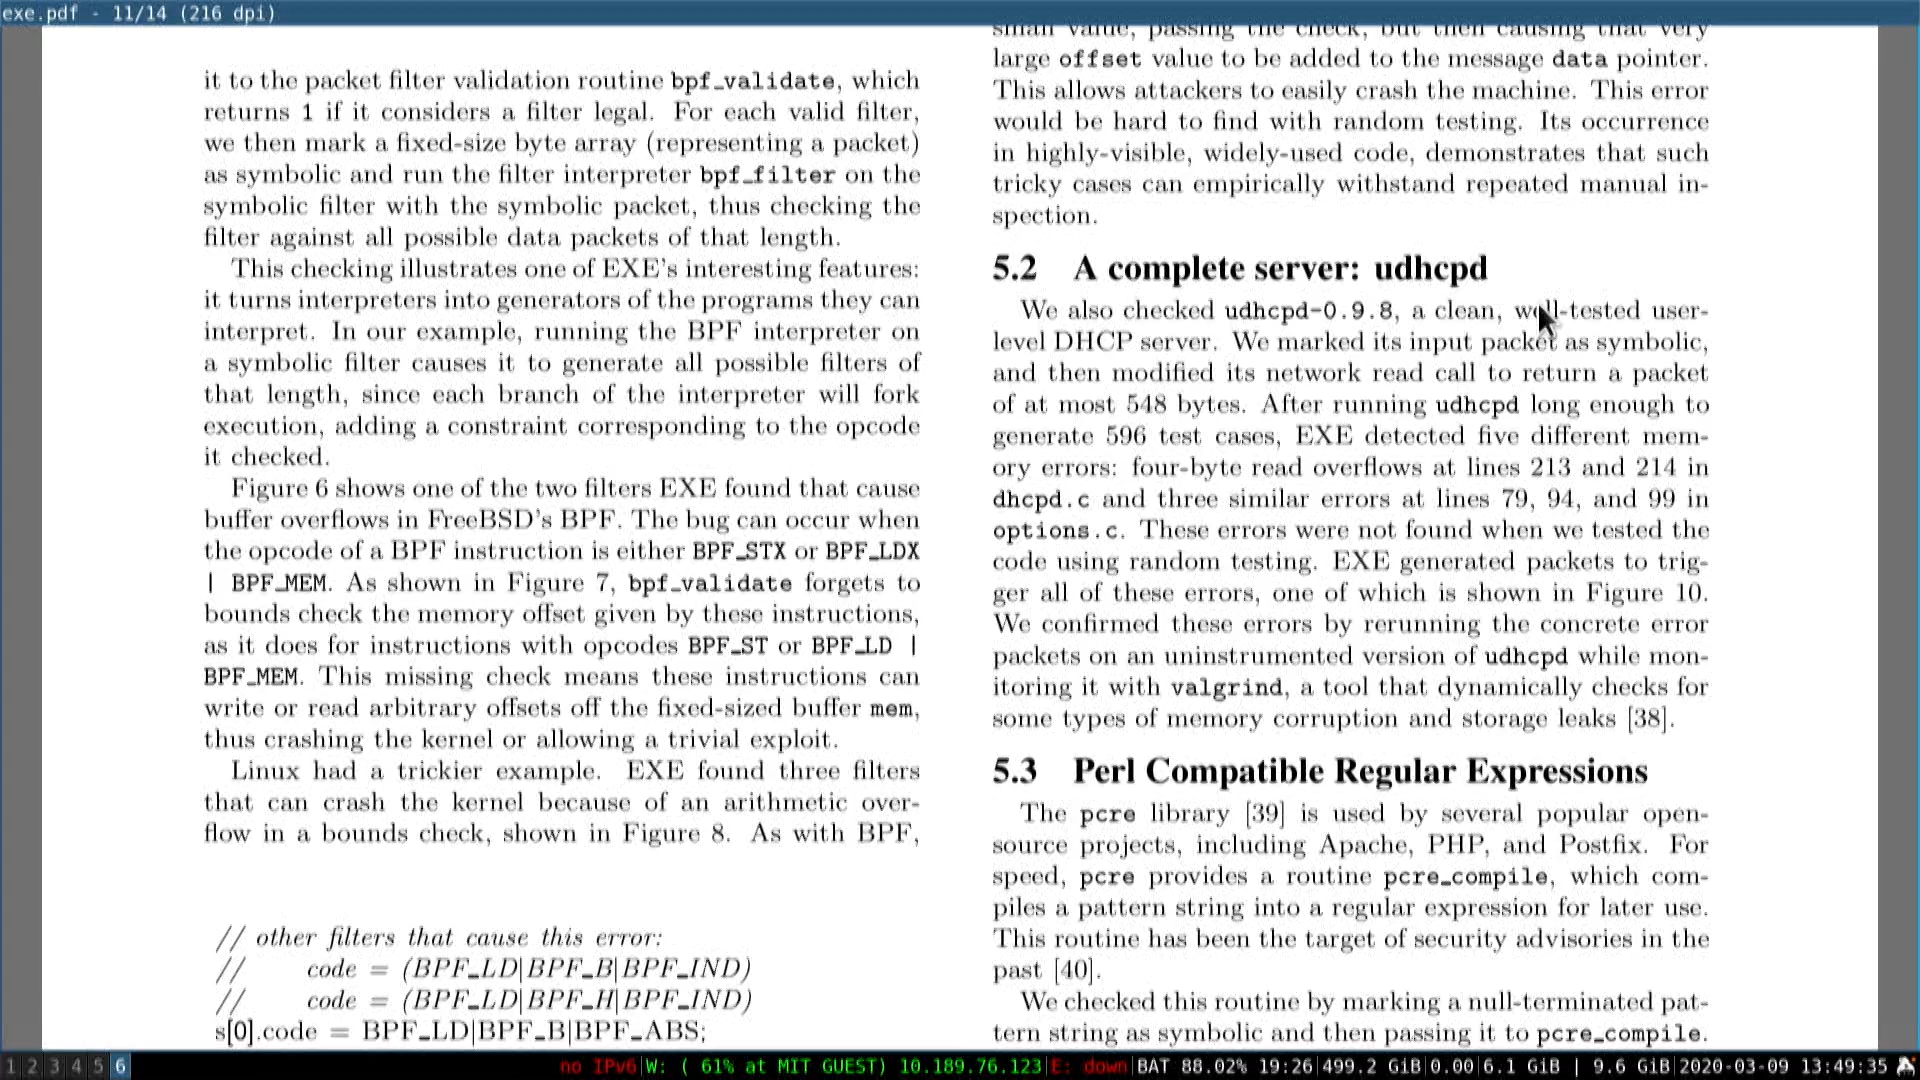 exe.pdf - 11/14 (216 dpi)
it to the packet filter validation routine bpf_validate, which
returns 1 if it considers a filter legal. For each valid filter,
we then mark a fixed-size byte array (representing a packet)
as symbolic and run the filter interpreter bpf_filter on the
symbolic filter with the symbolic packet, thus checking the
filter against all possible data packets of that length.
This checking illustrates one of EXE's interesting features:
it turns interpreters into generators of the programs they can
interpret. In our example, running the BPF interpreter on
a symbolic filter causes it to generate all possible filters of
that length, since each branch of the interpreter will fork
execution, adding a constraint corresponding to the opcode
it checked.
Figure 6 shows one of the two filters EXE found that cause
buffer overflows in FreeBSD's BPF. The bug can occur when
the opcode of a BPF instruction is either BPF_STX or BPF_LDX
| BPF_MEM. As shown in Figure 7, bpf_validate forgets to
bounds check the memory offset given by these instructions,
as it does for instructions with opcodes BPF_ST or BPF_LD |
BPF_MEM. This missing check means these instructions can
write or read arbitrary offsets off the fixed-sized buffer mem,
thus crashing the kernel or allowing a trivial exploit.
Linux had a trickier example. EXE found three filters
that can crash the kernel because of an arithmetic over-
flow in a bounds check, shown in Figure 8. As with BPF,
// other filters that cause this error:
// code = (BPF_LD|BPF_B|BPF_IND)
// code = (BPF_LD|BPF_H|BPF_IND)
s[0].code = BPF_LD|BPF_B|BPF_ABS;
small value, passing the check, but then causing that very
large offset value to be added to the message data pointer.
This allows attackers to easily crash the machine. This error
would be hard to find with random testing. Its occurrence
in highly-visible, widely-used code, demonstrates that such
tricky cases can empirically withstand repeated manual in-
spection.
5.2 A complete server: udhcpd
We also checked udhcpd-0.9.8, a clean, well-tested user-
level DHCP server. We marked its input packet as symbolic,
and then modified its network read call to return a packet
of at most 548 bytes. After running udhcpd long enough to
generate 596 test cases, EXE detected five different mem-
ory errors: four-byte read overflows at lines 213 and 214 in
dhcpd.c and three similar errors at lines 79, 94, and 99 in
options.c. These errors were not found when we tested the
code using random testing. EXE generated packets to trig-
ger all of these errors, one of which is shown in Figure 10.
We confirmed these errors by rerunning the concrete error
packets on an uninstrumented version of udhcpd while mon-
itoring it with valgrind, a tool that dynamically checks for
some types of memory corruption and storage leaks [38].
5.3 Perl Compatible Regular Expressions
The pcre library [39] is used by several popular open-
source projects, including Apache, PHP, and Postfix. For
speed, pcre provides a routine pcre_compile, which com-
piles a pattern string into a regular expression for later use.
This routine has been the target of security advisories in the
past [40].
We checked this routine by marking a null-terminated pat-
tern string as symbolic and then passing it to pcre_compile.
1 2 3 4 5 6 no IPv6|W: ( 61% at MIT GUEST) 10.189.76.123|E: down|BAT 88.02% 19:26|499.2 GiB|0.00|6.1 GiB | 9.6 GiB|2020-03-09 13:49:35